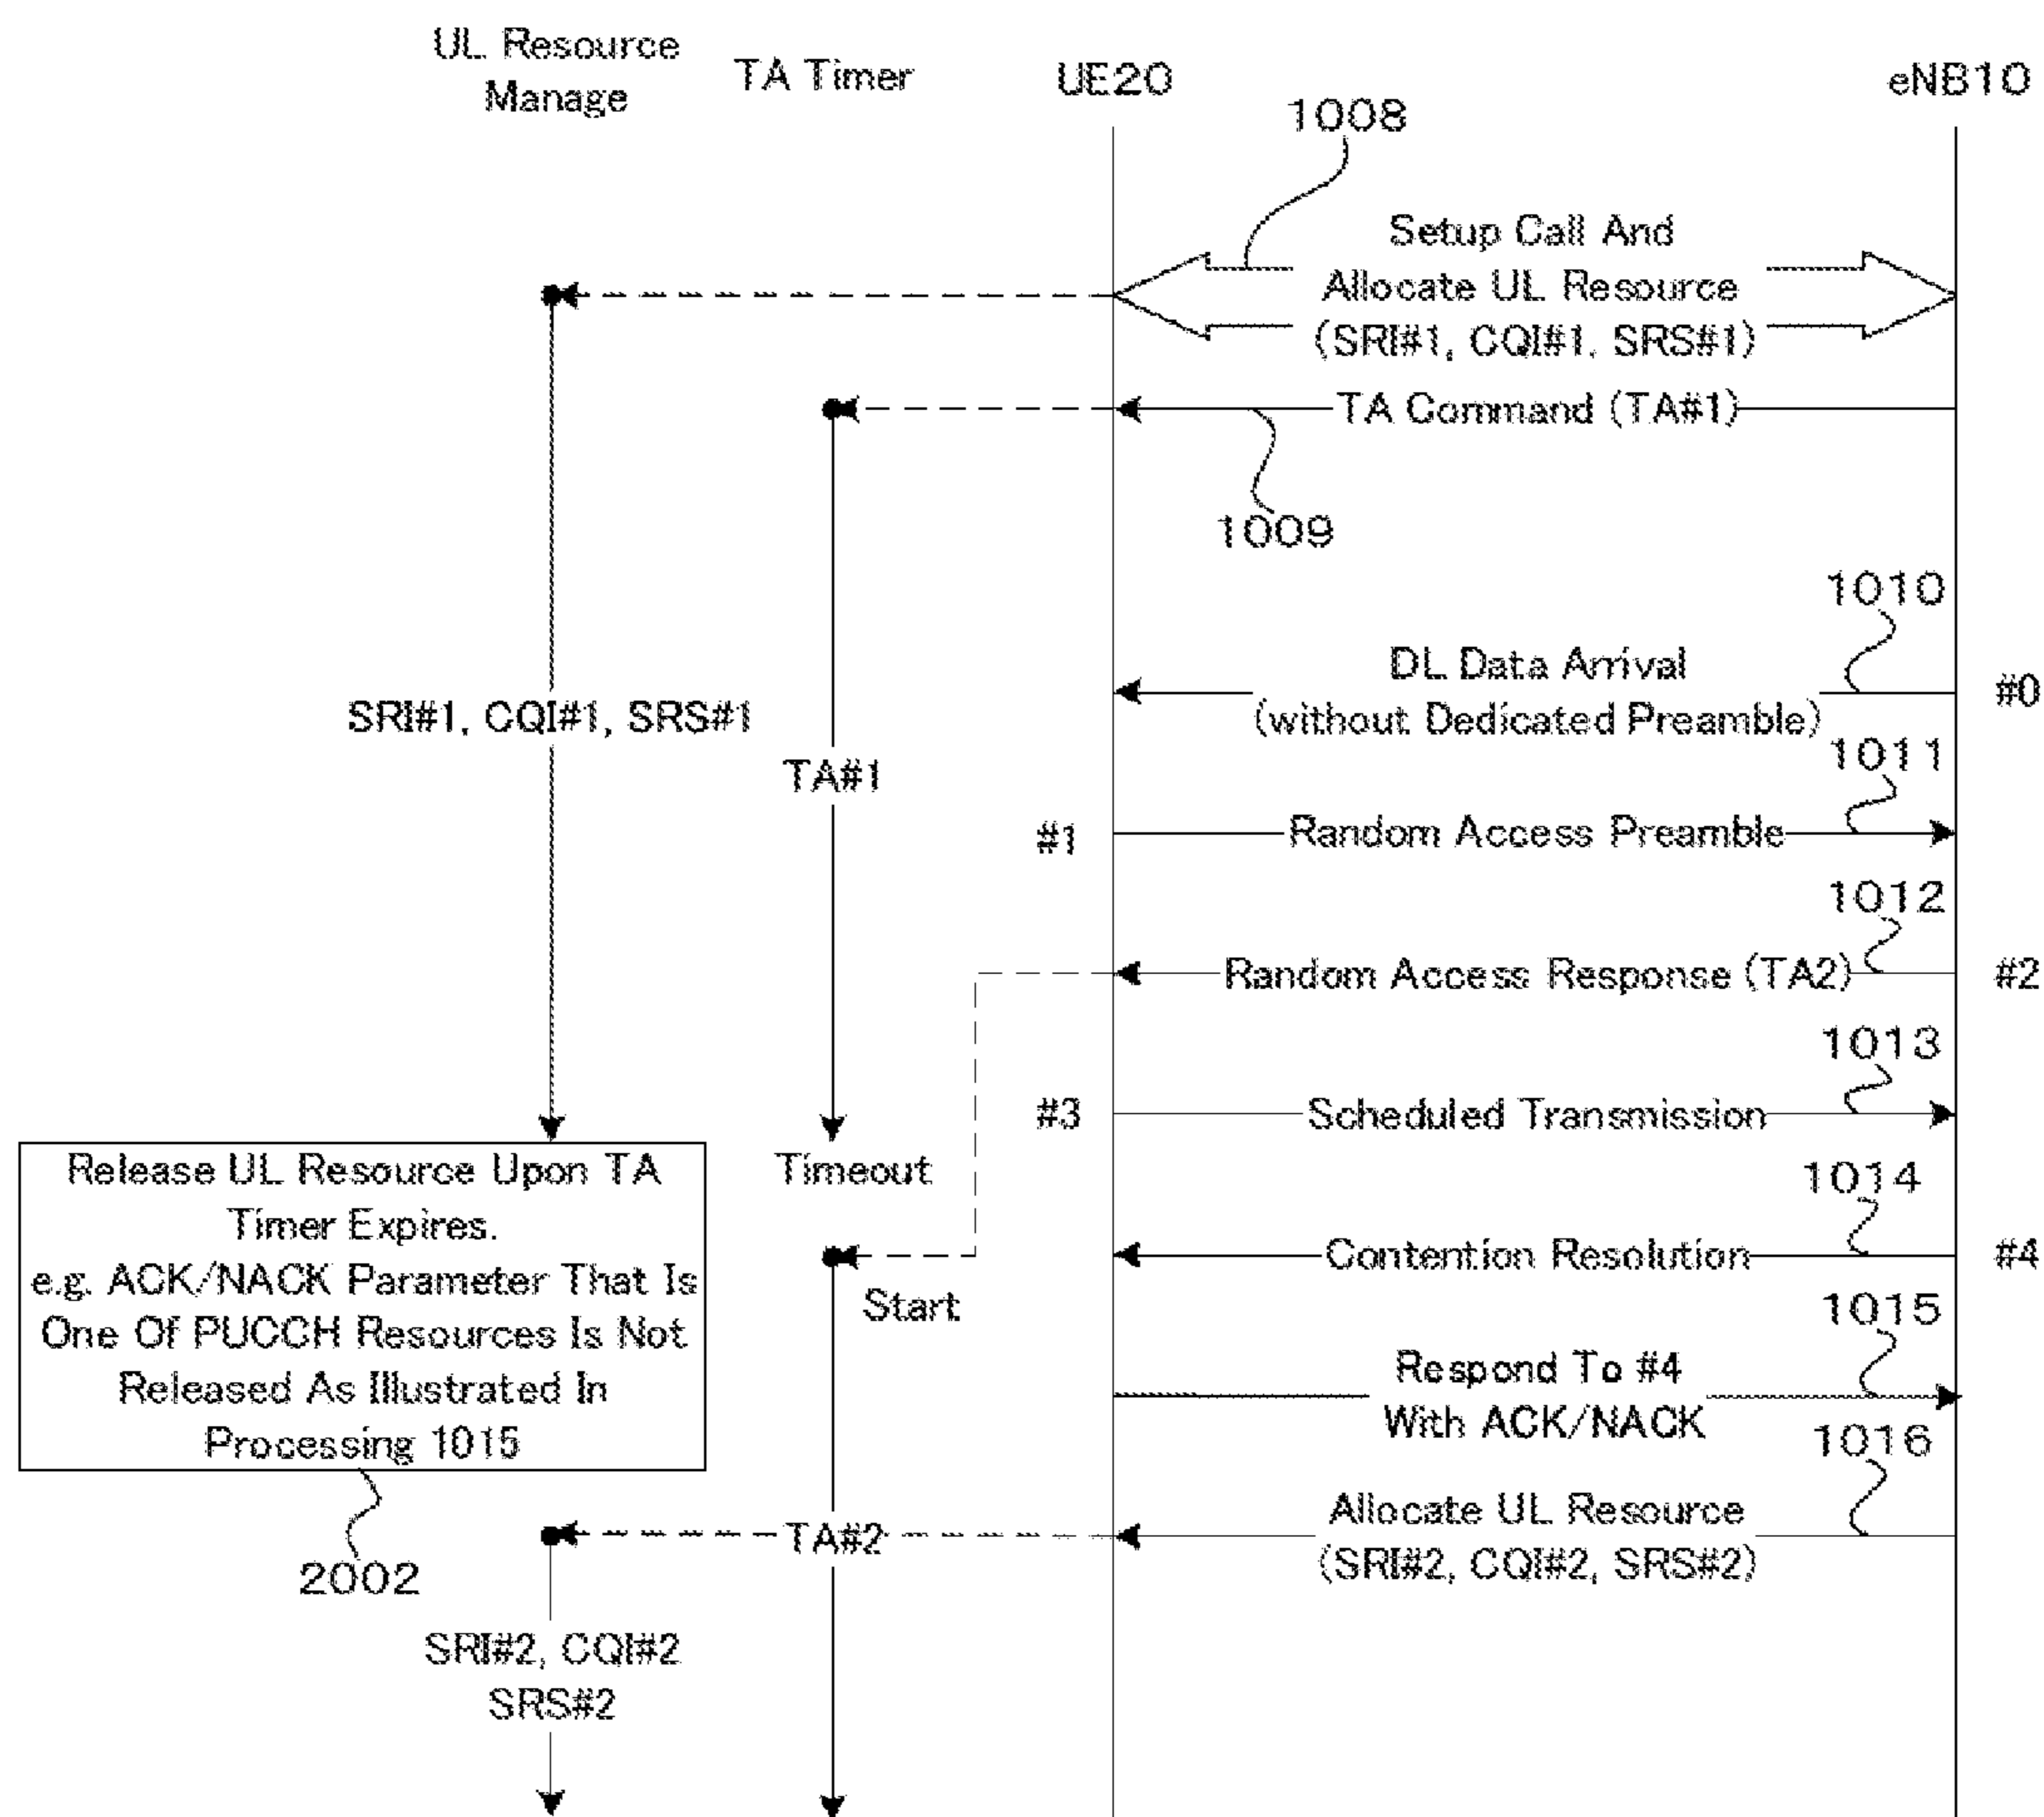 UL Resource
Manage
TA Timer
UE20
eNB10
1008
Setup Call And
Allocate UL Resource
(SRI#1, CQI#1, SRS#1)
TA Command (TA#1)
1009
1010
DL Data Arrival
(without Dedicated Preamble)
#0
SRI#1, CQI#1, SRS#1
TA#1
1011
#1
Random Access Preamble
1012
Random Access Response (TA2)
#2
1013
#3
Scheduled Transmission
Release UL Resource Upon TA
Timer Expires.
e.g. ACK/NACK Parameter That Is
One Of PUCCH Resources Is Not
Released As Illustrated In
Processing 1015
2002
Timeout
Start
1014
Contention Resolution
#4
1015
Respond To #4
With ACK/NACK
1016
Allocate UL Resource
(SRI#2, CQI#2, SRS#2)
TA#2
SRI#2, CQI#2
SRS#2